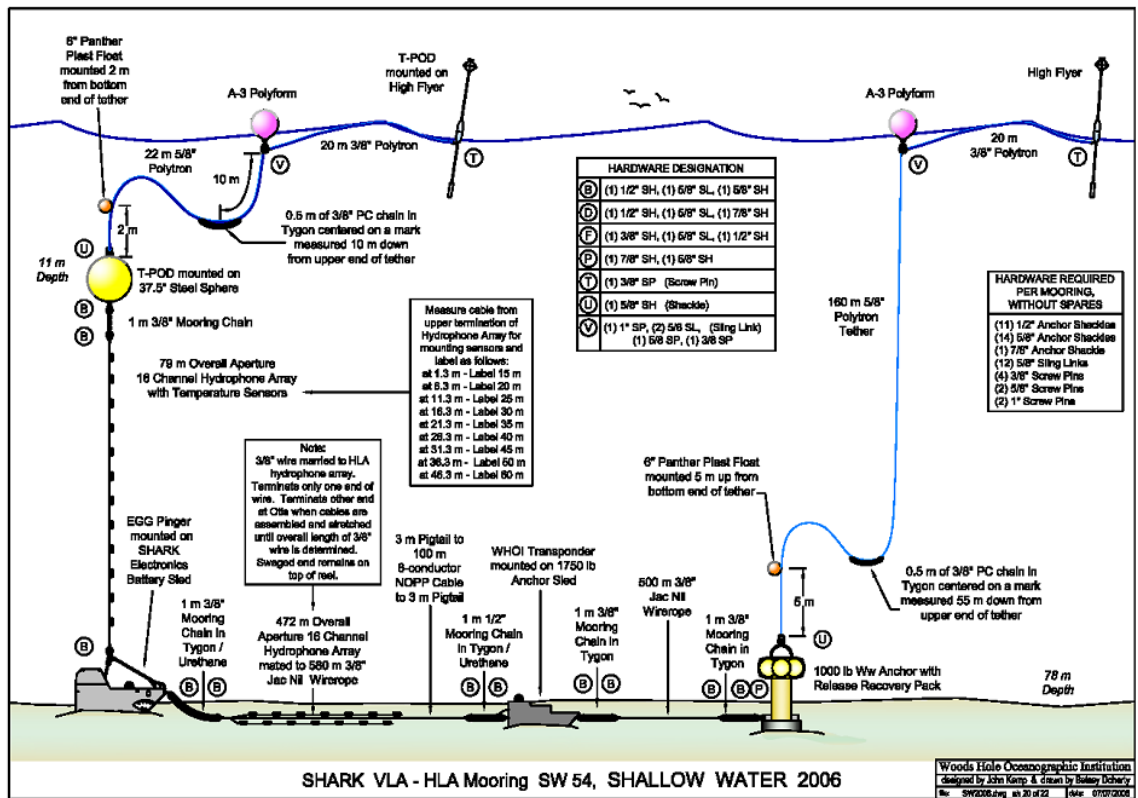 6" Panther
Plast Float
mounted 2 m
from bottom
end of tether
A-3 Polyform
T-POD
mounted on
High Flyer
A-3 Polyform
High Flyer
22 m 5/8"
Polytron
20 m 3/8" Polytron
V
10 m
T
V
20 m
3/8" Polytron
T
2 m
0.5 m of 3/8" PC chain in
Tygon centered on a mark
measured 10 m down
from upper end of tether
U
11 m
Depth
T-POD mounted on
37.5" Steel Sphere
B
B
1 m 3/8" Mooring Chain
HARDWARE DESIGNATION
B (1) 1/2" SH, (1) 5/8" SL, (1) 5/8" SH
D (1) 1/2" SH, (1) 5/8" SL, (1) 7/8" SH
F (1) 3/8" SH, (1) 5/8" SL, (1) 1/2" SH
P (1) 7/8" SH, (1) 5/8" SH
T (1) 3/8" SP (Screw Pin)
U (1) 5/8" SH (Shackle)
V (1) 1" SP, (2) 5/8 SL, (Sling Link)
(1) 5/8 SP, (1) 3/8 SP
160 m 5/8"
Polytron
Tether
HARDWARE REQUIRED
PER MOORING,
WITHOUT SPARES
(11) 1/2" Anchor Shackles
(14) 5/8" Anchor Shackles
(1) 7/8" Anchor Shackle
(12) 5/8" Sling Links
(4) 3/8" Screw Pins
(2) 5/8" Screw Pins
(2) 1" Screw Pins
79 m Overall Aperture
16 Channel Hydrophone Array
with Temperature Sensors
Measure cable from
upper termination of
Hydrophone Array for
mounting sensors and
label as follows:
at 1.3 m - Label 15 m
at 6.3 m - Label 20 m
at 11.3 m - Label 25 m
at 16.3 m - Label 30 m
at 21.3 m - Label 35 m
at 26.3 m - Label 40 m
at 31.3 m - Label 45 m
at 36.3 m - Label 50 m
at 46.3 m - Label 60 m
Note:
3/8" wire married to HLA
hydrophone array.
Terminate only one end of
wire. Terminate other end
at Otis when cables are
assembled and stretched
until overall length of 3/8"
wire is determined.
Swaged end remains on
top of reel.
6" Panther Plast Float
mounted 5 m up from
bottom end of tether
EGG Pinger
mounted on
SHARK
Electronics
Battery Sled
3 m Pigtail to
100 m
6-conductor
NOPP Cable
to 3 m Pigtail
WHOI Transponder
mounted on 1750 lb
Anchor Sled
500 m 3/8"
Jac Nil
Wirerope
0.5 m of 3/8" PC chain in
Tygon centered on a mark
measured 55 m down from
upper end of tether
5 m
U
B
1 m 3/8"
Mooring
Chain in
Tygon /
Urethane
B B
472 m Overall
Aperture 16 Channel
Hydrophone Array
mated to 580 m 3/8"
Jac Nil Wirerope
1 m 1/2"
Mooring Chain
in Tygon /
Urethane
B B
1 m 3/8"
Mooring
Chain in
Tygon
B B
1 m 3/8"
Mooring
Chain in
Tygon
B B P
1000 lb Ww Anchor with
Release Recovery Pack
78 m
Depth
SHARK VLA - HLA Mooring SW 54, SHALLOW WATER 2006
Woods Hole Oceanographic Institution
designed by John Kemp & drawn by Betsey Doherty
file: SW2006.dwg sh 20 of 22 date: 07/07/2006